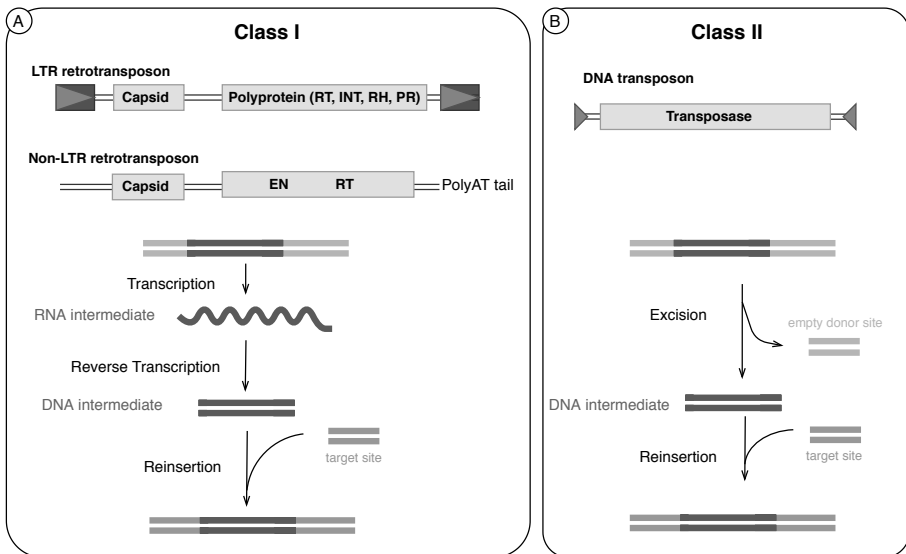 A
Class I
LTR retrotransposon
Capsid
Polyprotein (RT, INT, RH, PR)
Non-LTR retrotransposon
Capsid
EN RT
PolyAT tail
Transcription
RNA intermediate
Reverse Transcription
DNA intermediate
Reinsertion
target site
B
Class II
DNA transposon
Transposase
Excision
empty donor site
DNA intermediate
Reinsertion
target site